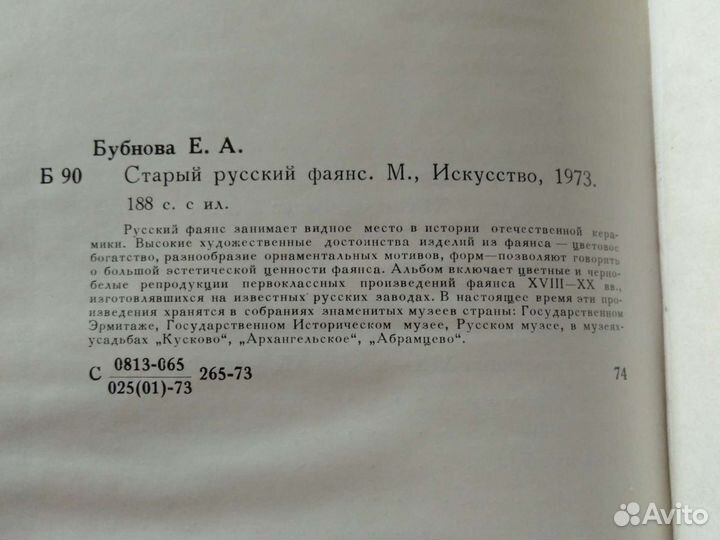 Бубнова Е. А.
Б 90 Старый русский фаянс. М., Искусство, 1973.
188 с. с ил.
Русский фаянс занимает видное место в истории отечественной кера-
мики. Высокие художественные достоинства изделий из фаянса — цветовое
богатство, разнообразие орнаментальных мотивов, форм—позволяют говорить
о большой эстетической ценности фаянса. Альбом включает цветные и черно-
белые репродукции первоклассных произведений фаянса XVIII—XX вв.,
изготовлявшихся на известных русских заводах. В настоящее время эти про-
изведения хранятся в собраниях знаменитых музеев страны: Государственном
Эрмитаже, Государственном Историческом музее, Русском музее, в музеях-
усадьбах „Кусково“, „Архангельское“, „Абрамцево“.
С 0813-065
025(01)-73 265-73 74
Avito